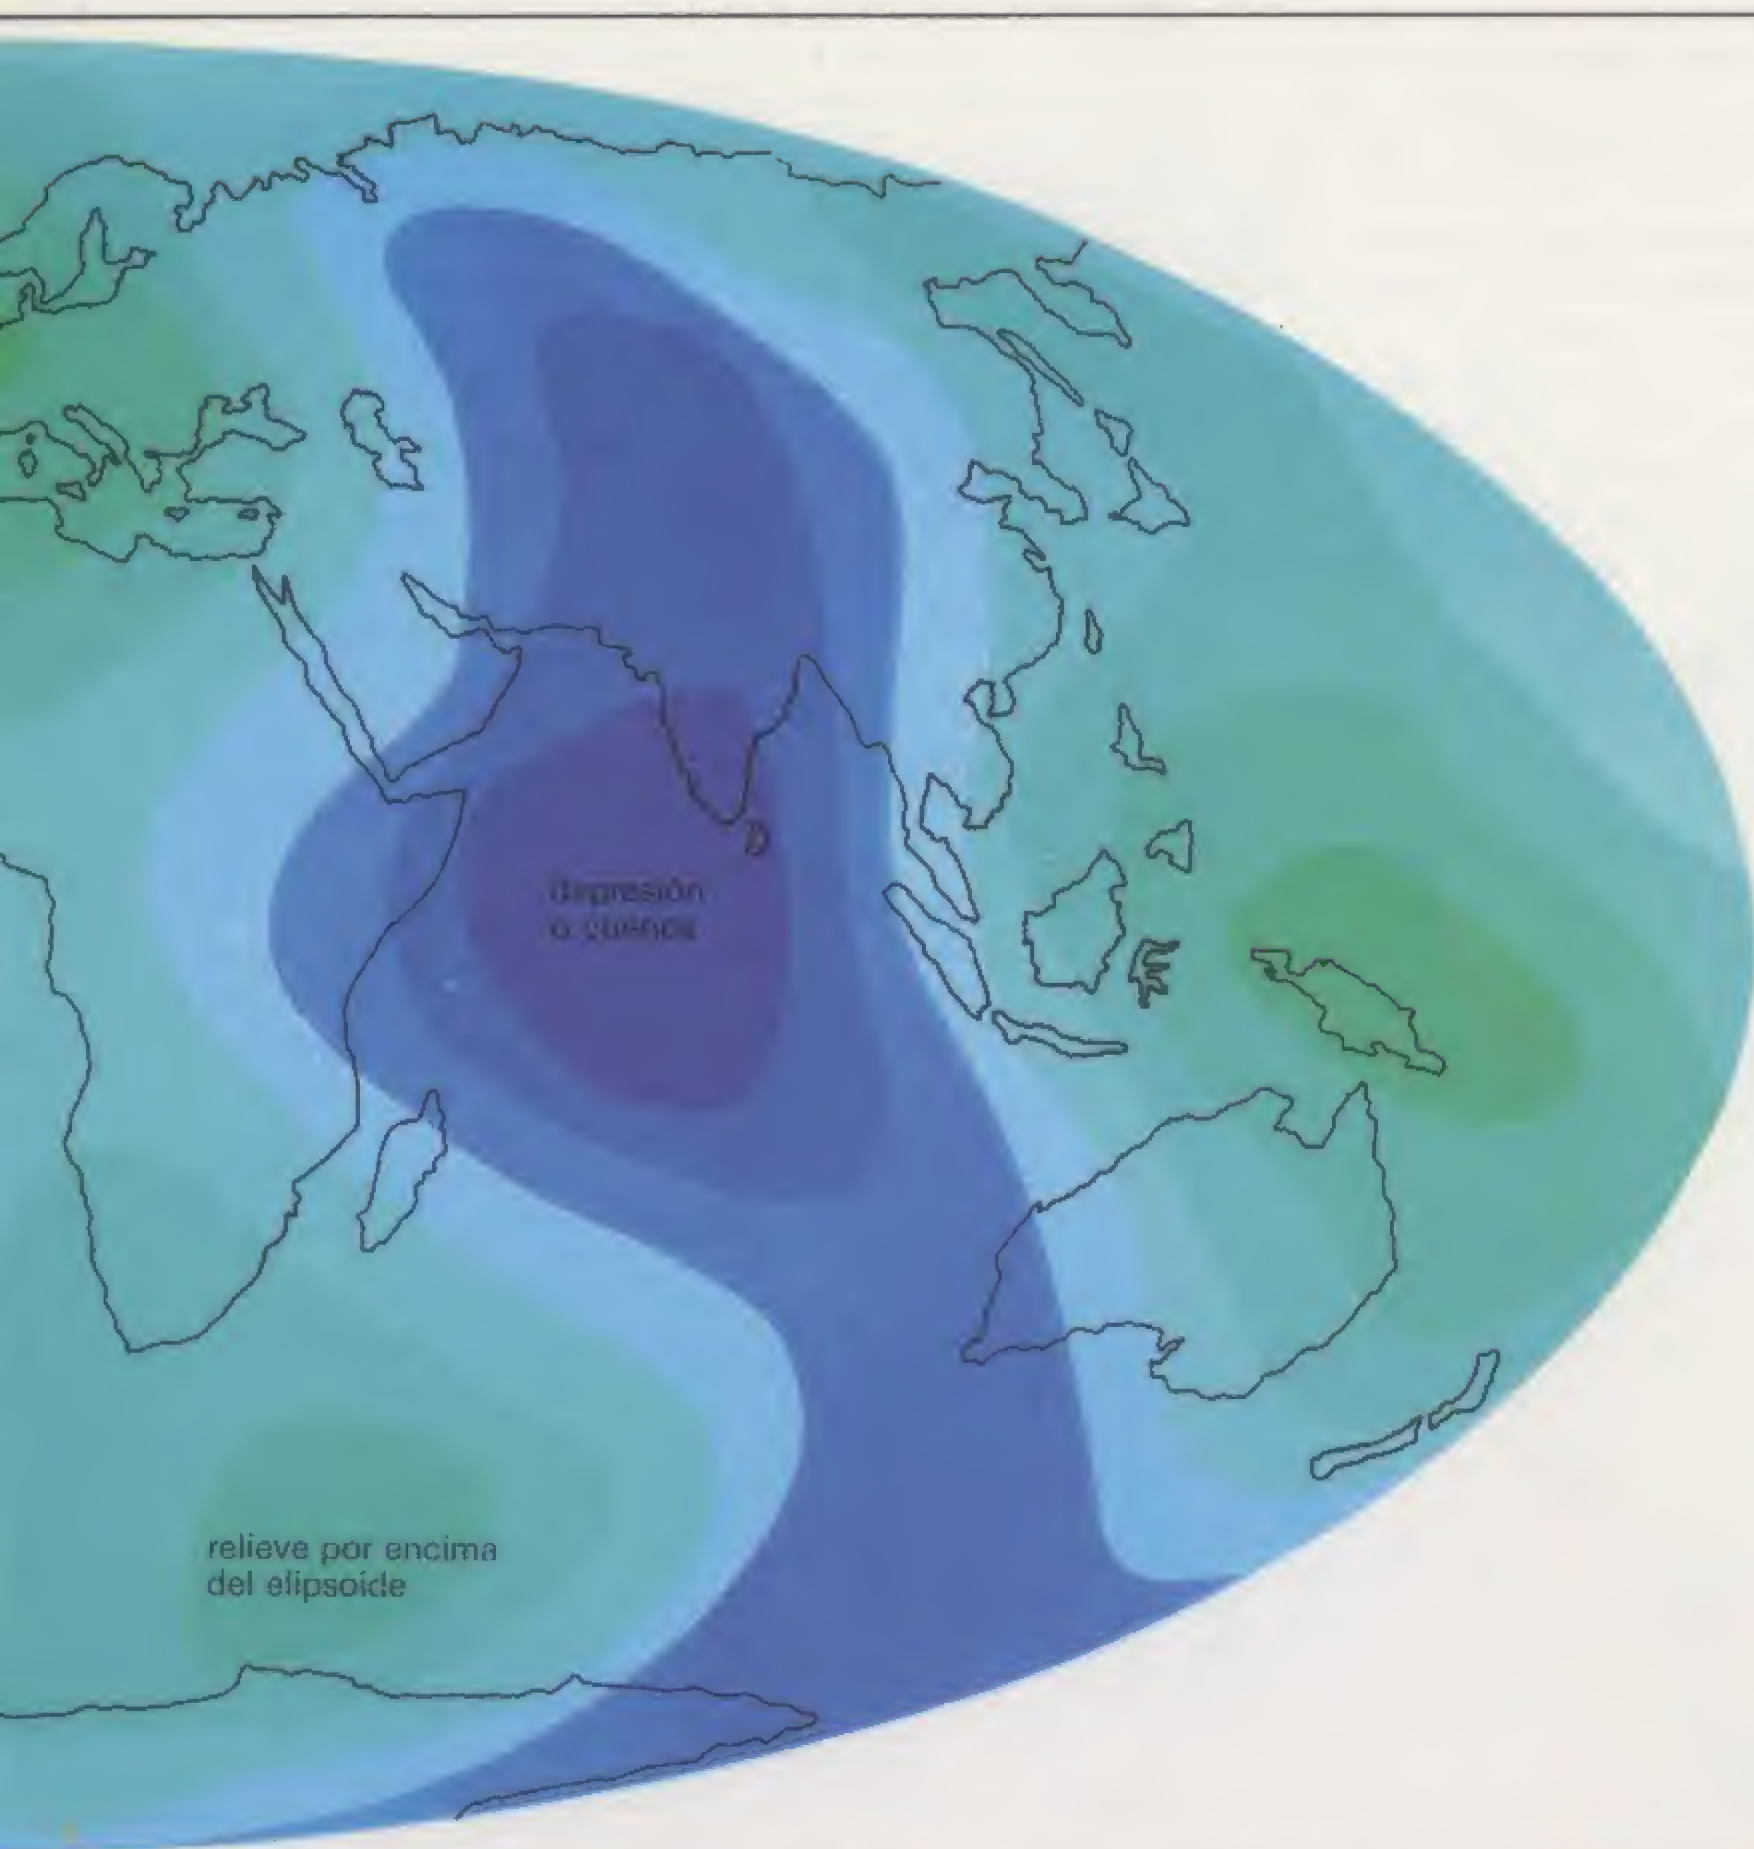 depresión
o cuenca
relieve por encima
del elipsoide